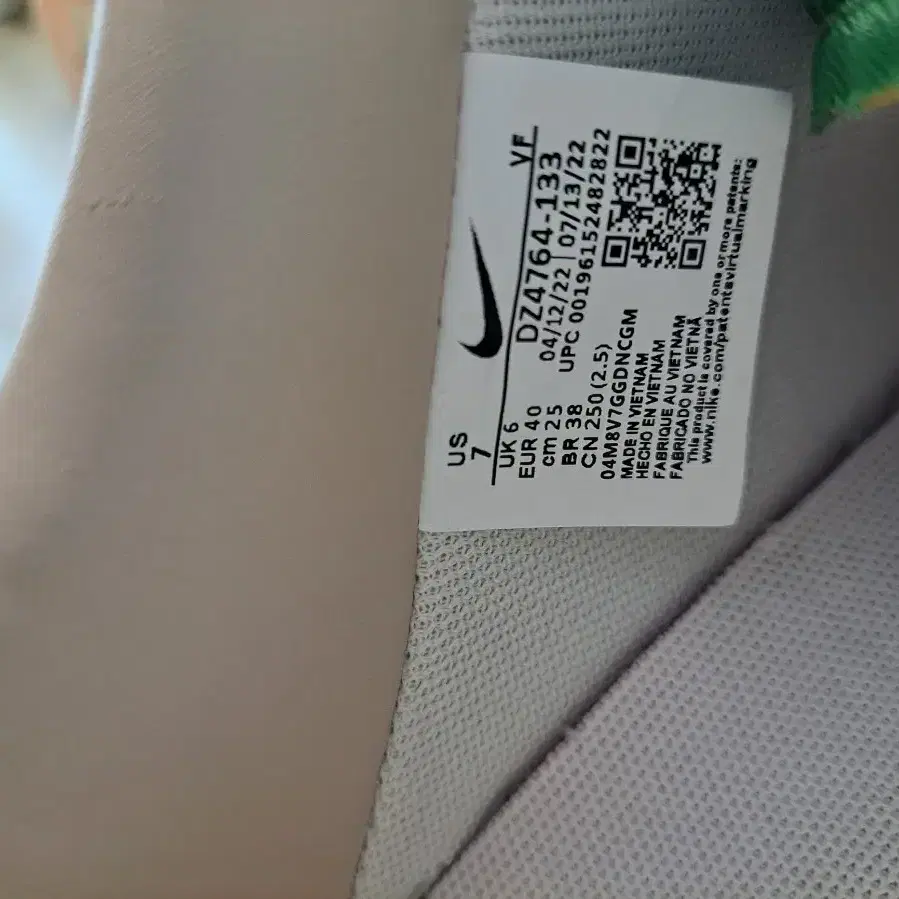 US
7
VF
UK 6
EUR 40
cm 25
BR 38
CN 250 (2.5)
DZ4764-133
04/12/22 | 07/13/22
UPC 00196152482822
04M8V7GGDNCGM
MADE IN VIETNAM
HECHO EN VIETNAM
FABRIQUE AU VIETNAM
FABRICADO NO VIETNÃ
This product is covered by one or more patents:
www.nike.com/patentsvirtualmarking